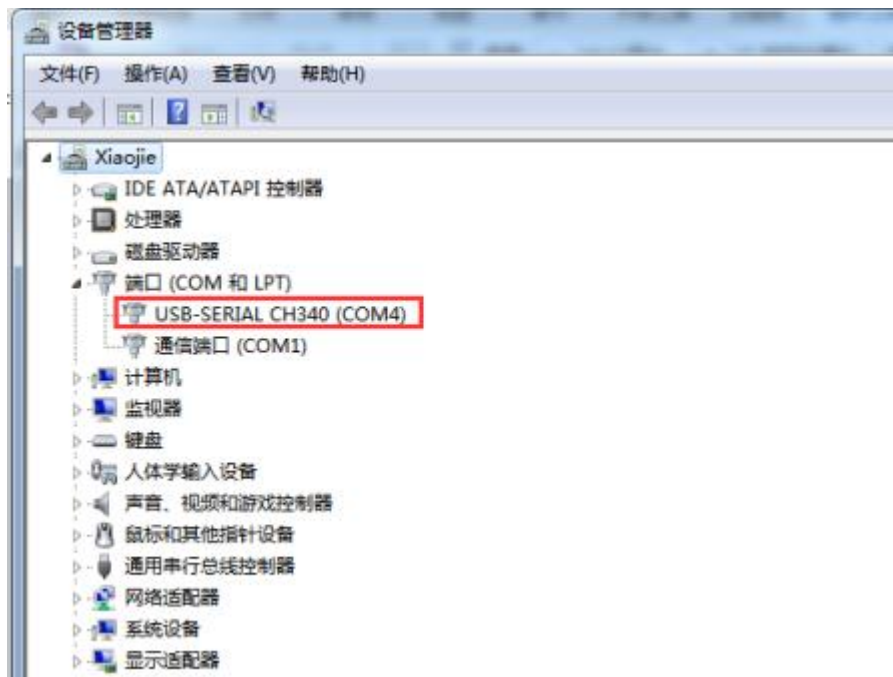 设备管理器
文件(F) 操作(A) 查看(V) 帮助(H)
Xiaojie
IDE ATA/ATAPI 控制器
处理器
磁盘驱动器
端口 (COM 和 LPT)
USB-SERIAL CH340 (COM4)
通信端口 (COM1)
计算机
监视器
键盘
人体学输入设备
声音、视频和游戏控制器
鼠标和其他指针设备
通用串行总线控制器
网络适配器
系统设备
显示适配器